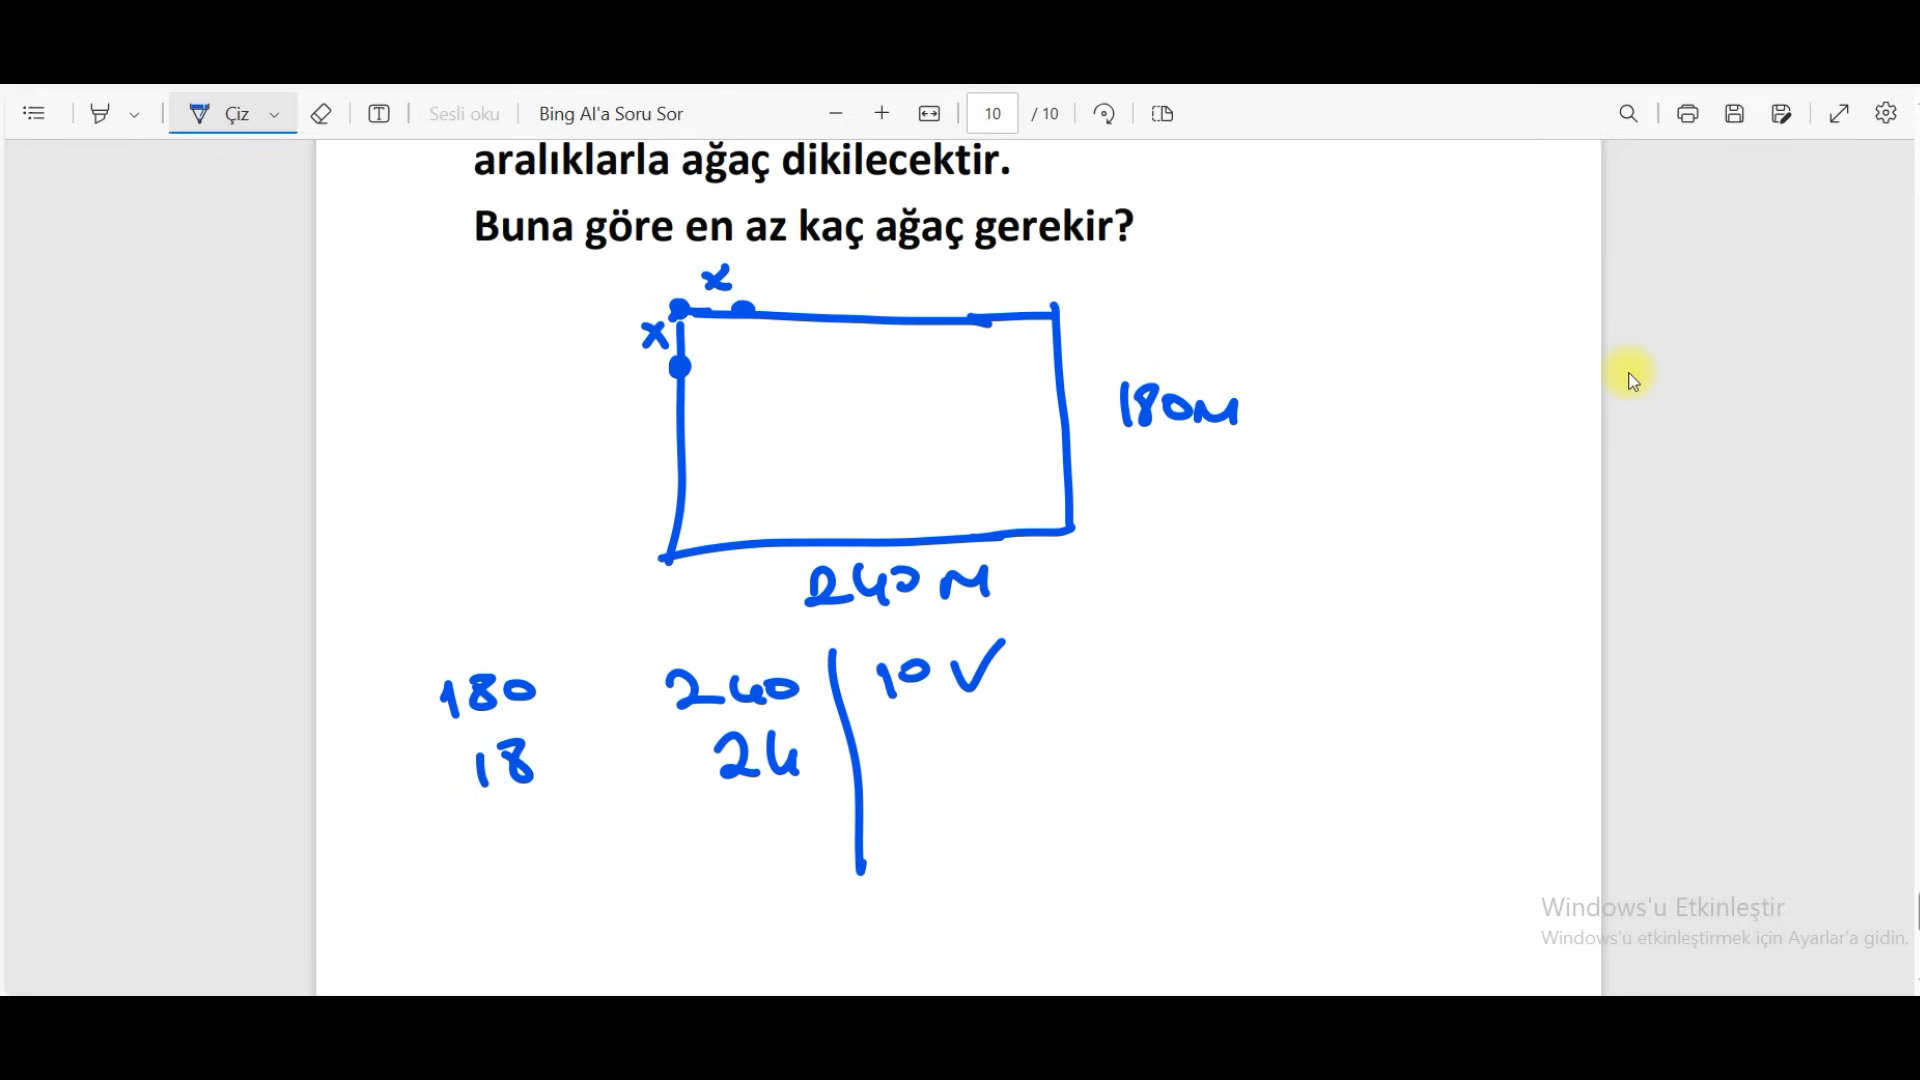 Çiz
Sesli oku
Bing AI'a Soru Sor
10 / 10
aralıklarla ağaç dikilecektir.
Buna göre en az kaç ağaç gerekir?
x
x
180M
240M
180 240 10 ✓
18 24
Windows'u Etkinleştir
Windows'u etkinleştirmek için Ayarlar'a gidin.